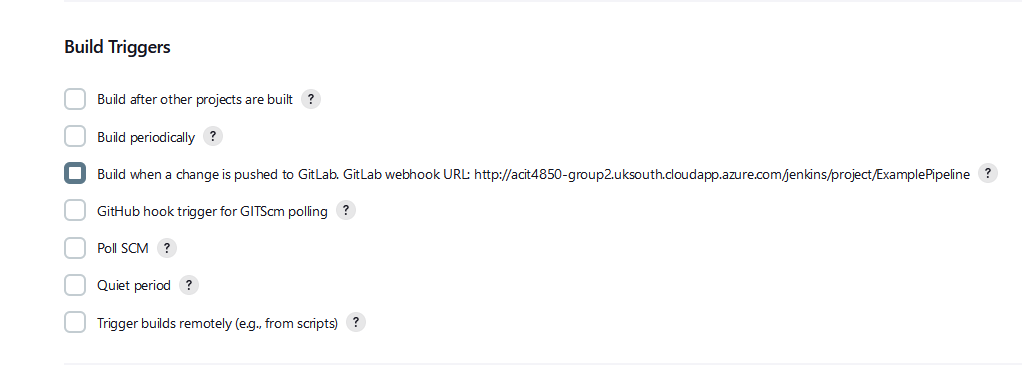 Build Triggers
Build after other projects are built ?
Build periodically ?
Build when a change is pushed to GitLab. GitLab webhook URL: http://acit4850-group2.uksouth.cloudapp.azure.com/jenkins/project/ExamplePipeline ?
GitHub hook trigger for GITScm polling ?
Poll SCM ?
Quiet period ?
Trigger builds remotely (e.g., from scripts) ?